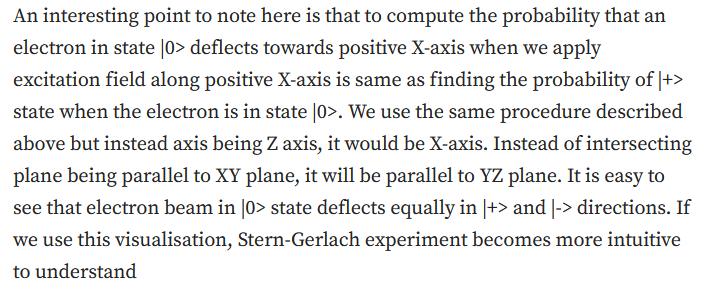 An interesting point to note here is that to compute the probability that an
electron in state |0> deflects towards positive X-axis when we apply
excitation field along positive X-axis is same as finding the probability of |+>
state when the electron is in state |0>. We use the same procedure described
above but instead axis being Z axis, it would be X-axis. Instead of intersecting
plane being parallel to XY plane, it will be parallel to YZ plane. It is easy to
see that electron beam in |0> state deflects equally in |+> and |-> directions. If
we use this visualisation, Stern-Gerlach experiment becomes more intuitive
to understand